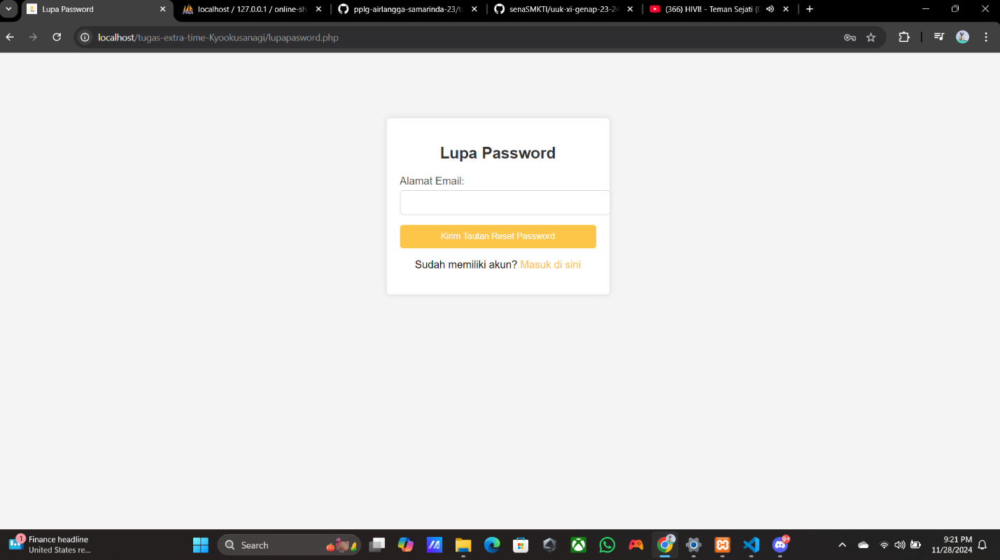 Lupa Password
localhost / 127.0.0.1 / online-sh
pplg-airlangga-samarinda-23/t
senaSMKTI/uuk-xi-genap-23-24
(366) HIVI! - Teman Sejati (
localhost/tugas-extra-time-Kyookusanagi/lupapasword.php
Lupa Password
Alamat Email:
Kirim Tautan Reset Password
Sudah memiliki akun? Masuk di sini
1
Finance headline
United States re...
Search
9+
9:21 PM
11/28/2024